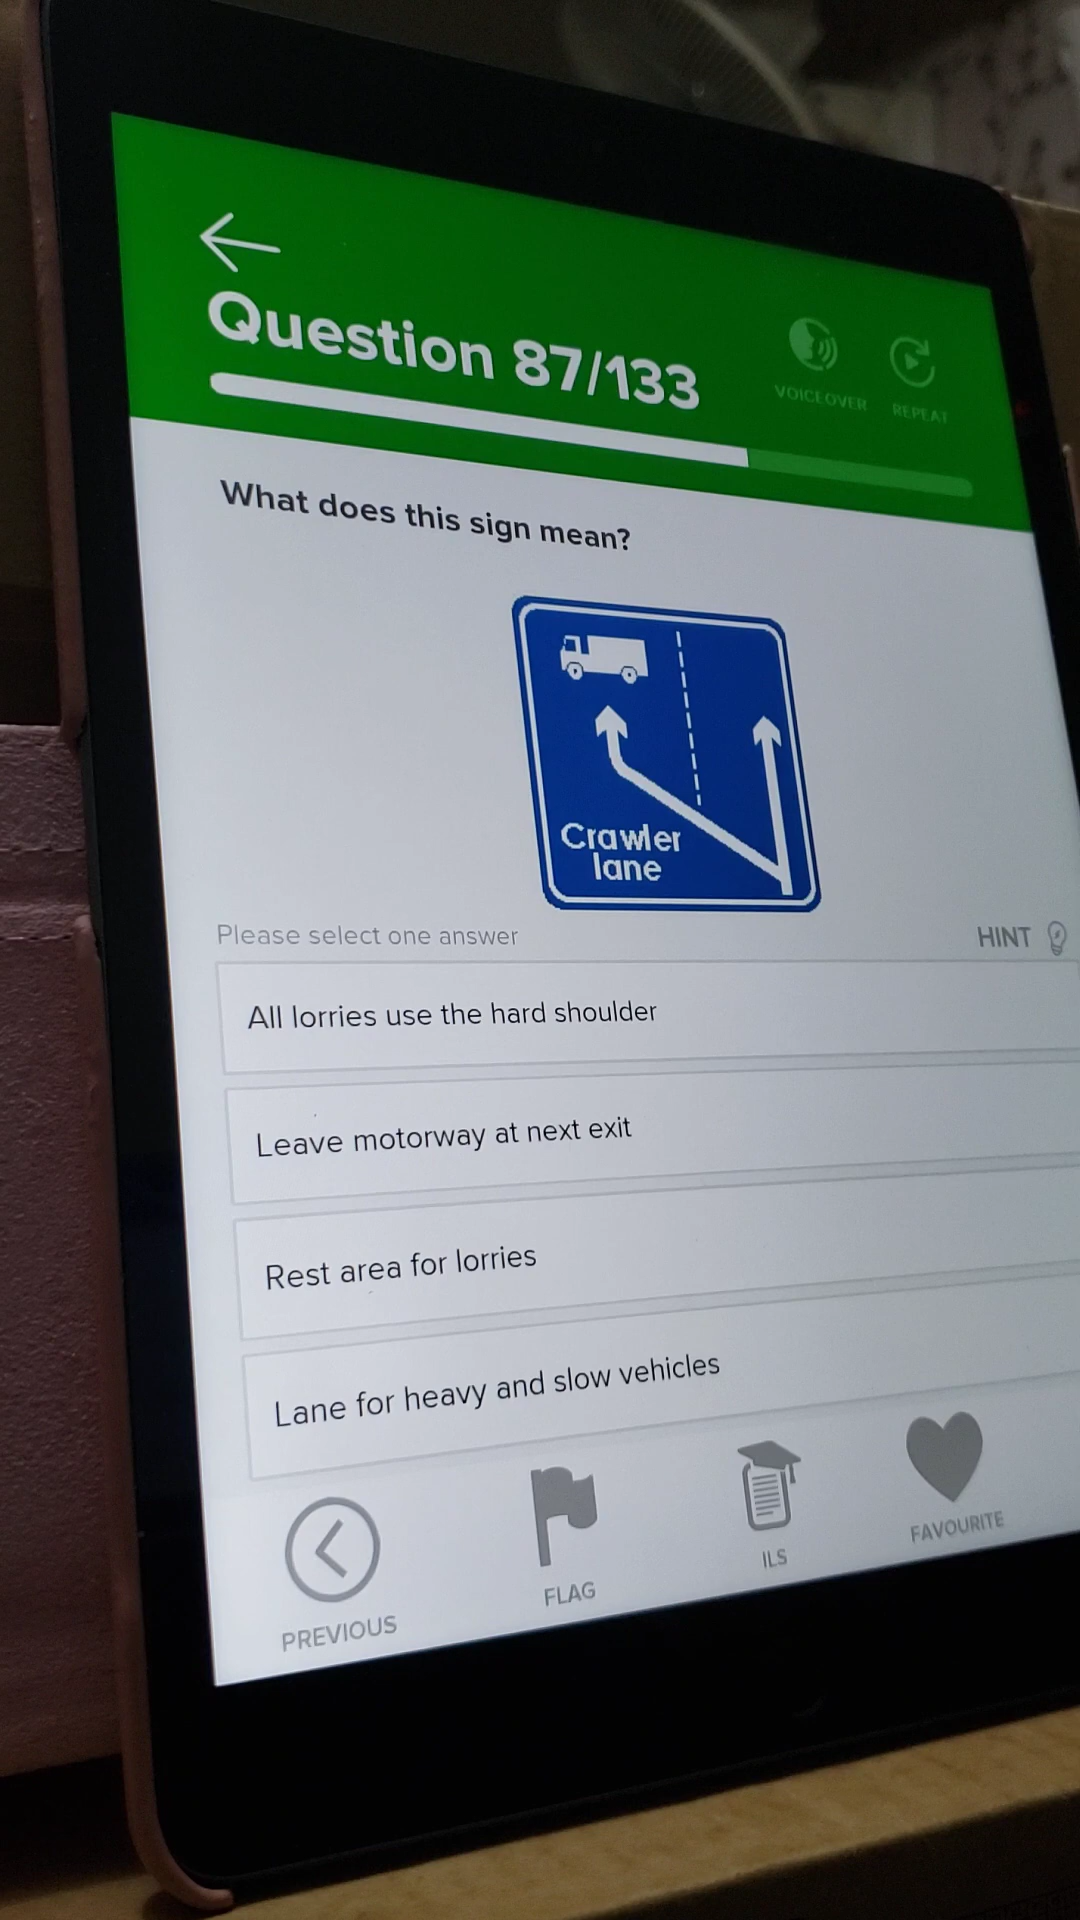 Question 87/133
VOICEOVER
REPEAT
What does this sign mean?
Crawler
lane
Please select one answer
HINT
All lorries use the hard shoulder
Leave motorway at next exit
Rest area for lorries
Lane for heavy and slow vehicles
PREVIOUS
FLAG
ILS
FAVOURITE